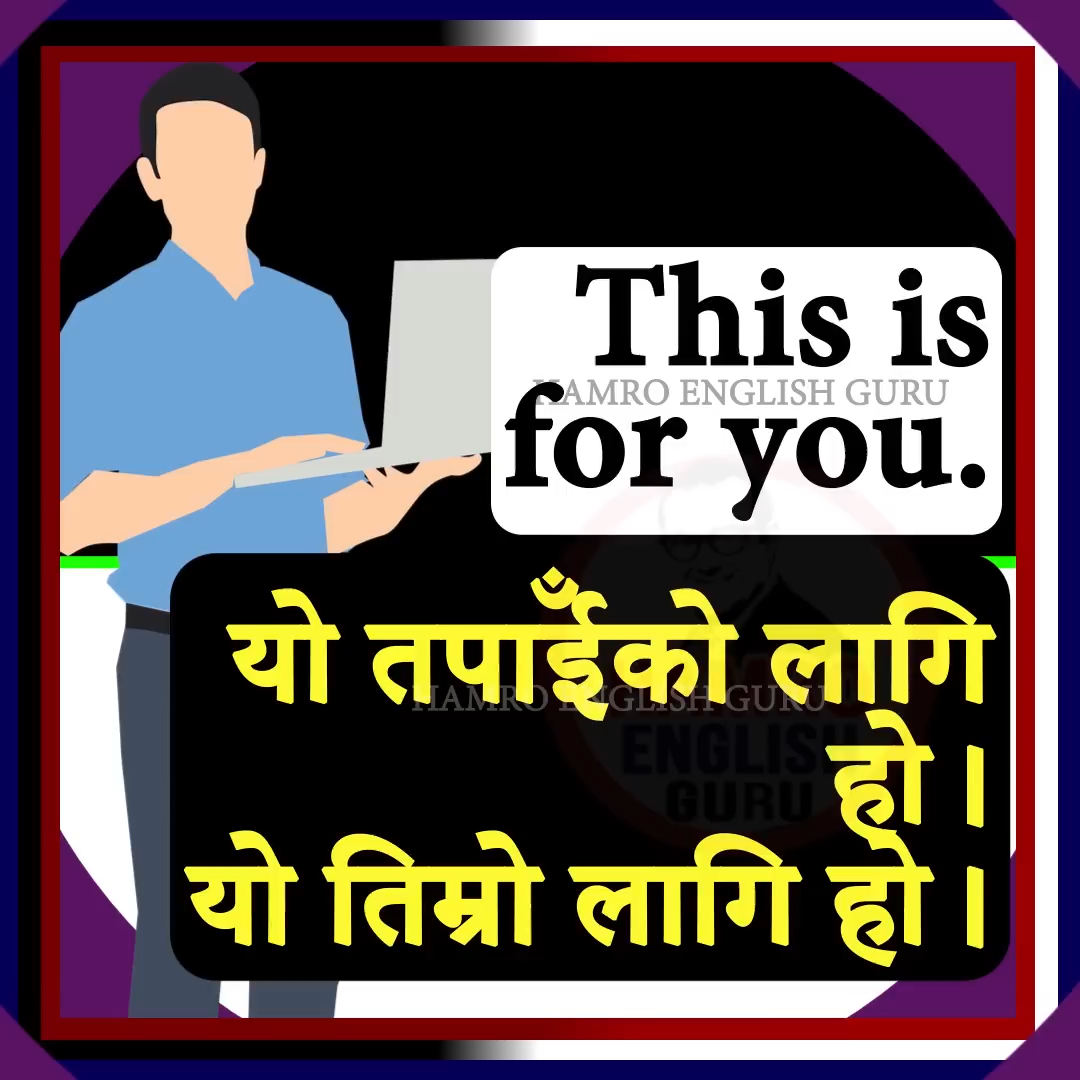 This is
HAMRO ENGLISH GURU
for you.
यो तपाईँको लागि
HAMRO ENGLISH GURU
हो ।
ENGLISH
GURU
यो तिम्रो लागि हो ।